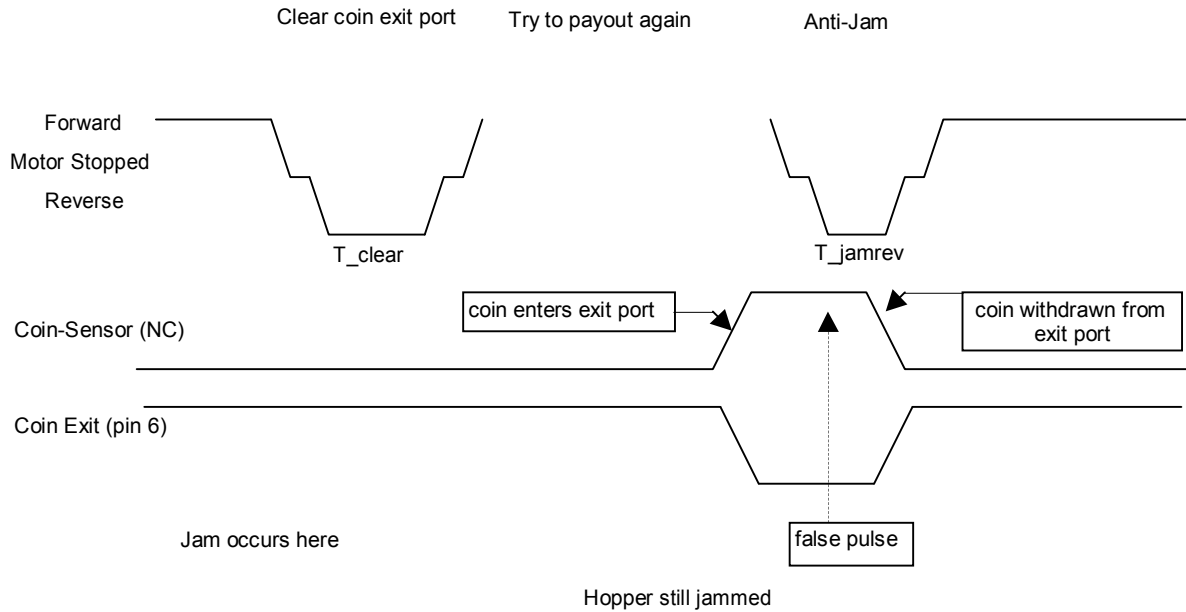 Clear coin exit port
Try to payout again
Anti-Jam
Forward
Motor Stopped
Reverse
T_clear
T_jamrev
coin enters exit port
coin withdrawn from
exit port
Coin-Sensor (NC)
Coin Exit (pin 6)
Jam occurs here
false pulse
Hopper still jammed